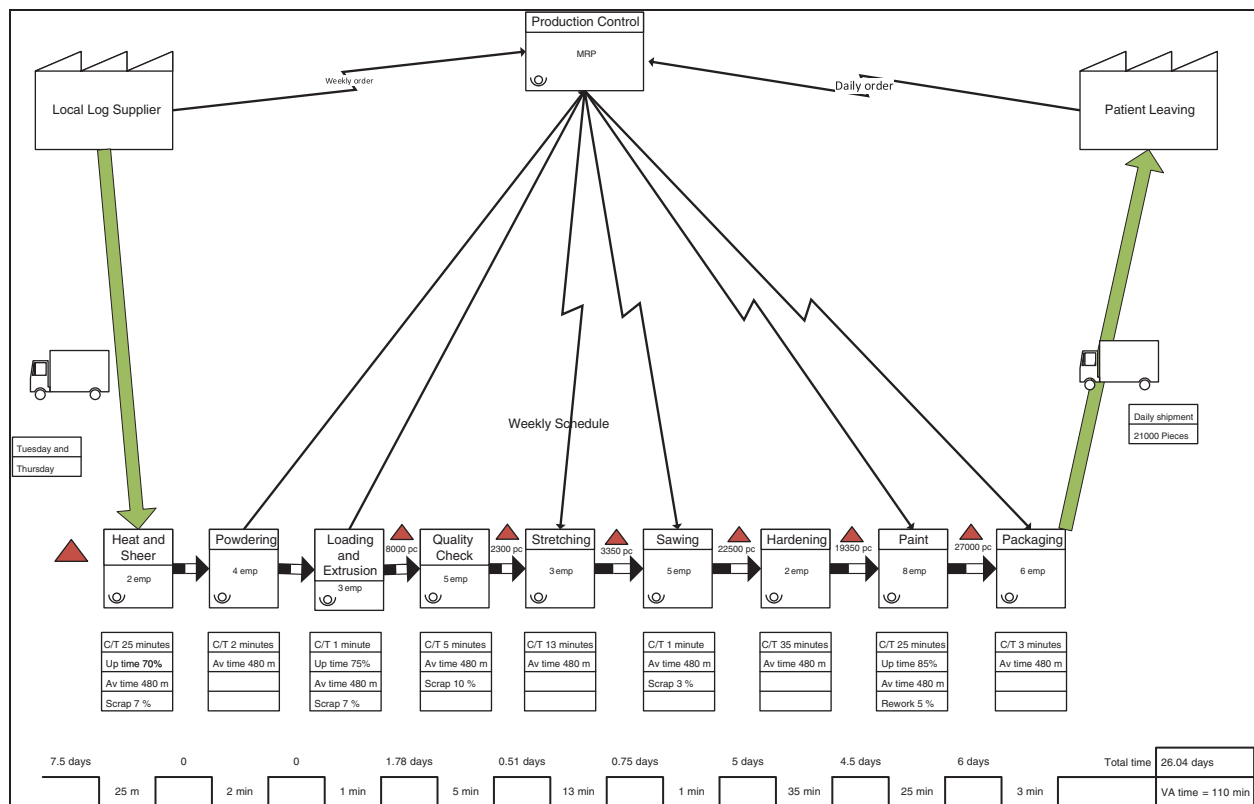 Production Control
MRP
Weekly order
Daily order
Local Log Supplier
Patient Leaving
Weekly Schedule
Tuesday and
Thursday
Daily shipment
21000 Pieces
Heat and
Sheer
2 emp
Powdering
4 emp
Loading
and
Extrusion
3 emp
8000 pc
Quality
Check
5 emp
2300 pc
Stretching
3 emp
3350 pc
Sawing
5 emp
22500 pc
Hardening
2 emp
19350 pc
Paint
8 emp
27000 pc
Packaging
6 emp
C/T 25 minutes
Up time 70%
Av time 480 m
Scrap 7 %
C/T 2 minutes
Av time 480 m
C/T 1 minute
Up time 75%
Av time 480 m
Scrap 7 %
C/T 5 minutes
Av time 480 m
Scrap 10 %
C/T 13 minutes
Av time 480 m
C/T 1 minute
Av time 480 m
Scrap 3 %
C/T 35 minutes
Av time 480 m
C/T 25 minutes
Up time 85%
Av time 480 m
Rework 5 %
C/T 3 minutes
Av time 480 m
7.5 days 0 0 1.78 days 0.51 days 0.75 days 5 days 4.5 days 6 days Total time 26.04 days
25 m 2 min 1 min 5 min 13 min 1 min 35 min 25 min 3 min VA time = 110 min